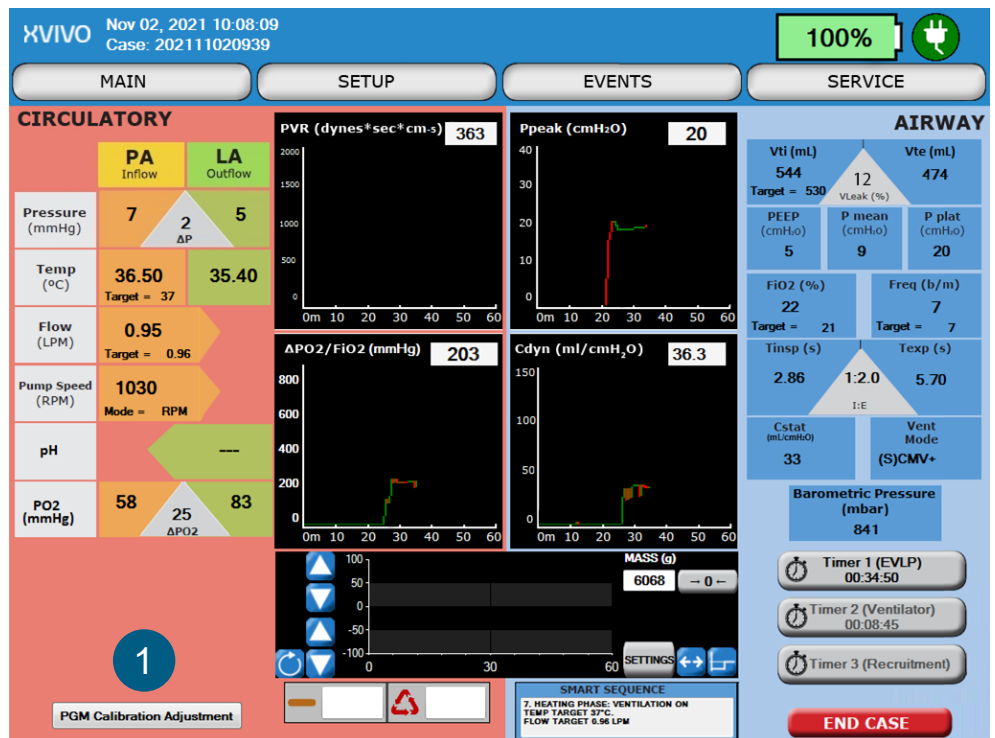 XVIVO
Nov 02, 2021 10:08:09
Case: 202111020939
100%
MAIN
SETUP
EVENTS
SERVICE
CIRCULATORY
PA
Inflow
LA
Outflow
Pressure
(mmHg)
7
2
ΔP
5
Temp
(ºC)
36.50
Target = 37
35.40
Flow
(LPM)
0.95
Target = 0.96
Pump Speed
(RPM)
1030
Mode = RPM
pH
---
PO2
(mmHg)
58
25
ΔPO2
83
1
PGM Calibration Adjustment
PVR (dynes*sec*cm-5)
363
2000
1500
1000
500
0
0m 10 20 30 40 50 60
Ppeak (cmH2O)
20
40
30
20
10
0
0m 10 20 30 40 50 60
ΔPO2/FiO2 (mmHg)
203
800
600
400
200
0
0m 10 20 30 40 50 60
Cdyn (ml/cmH2O)
36.3
150
100
50
0
0m 10 20 30 40 50 60
100
50
0
-50
-100
0 30 60
MASS (g)
6068
→ 0 ←
SETTINGS
SMART SEQUENCE
7. HEATING PHASE: VENTILATION ON
TEMP TARGET 37°C.
FLOW TARGET 0.96 LPM
AIRWAY
Vti (mL)
544
Target = 530
12
VLeak (%)
Vte (mL)
474
PEEP
(cmH2O)
5
P mean
(cmH2O)
9
P plat
(cmH2O)
20
FiO2 (%)
22
Target = 21
Freq (b/m)
7
Target = 7
Tinsp (s)
2.86
1:2.0
I:E
Texp (s)
5.70
Cstat
(mL/cmH2O)
33
Vent
Mode
(S)CMV+
Barometric Pressure
(mbar)
841
Timer 1 (EVLP)
00:34:50
Timer 2 (Ventilator)
00:08:45
Timer 3 (Recruitment)
END CASE